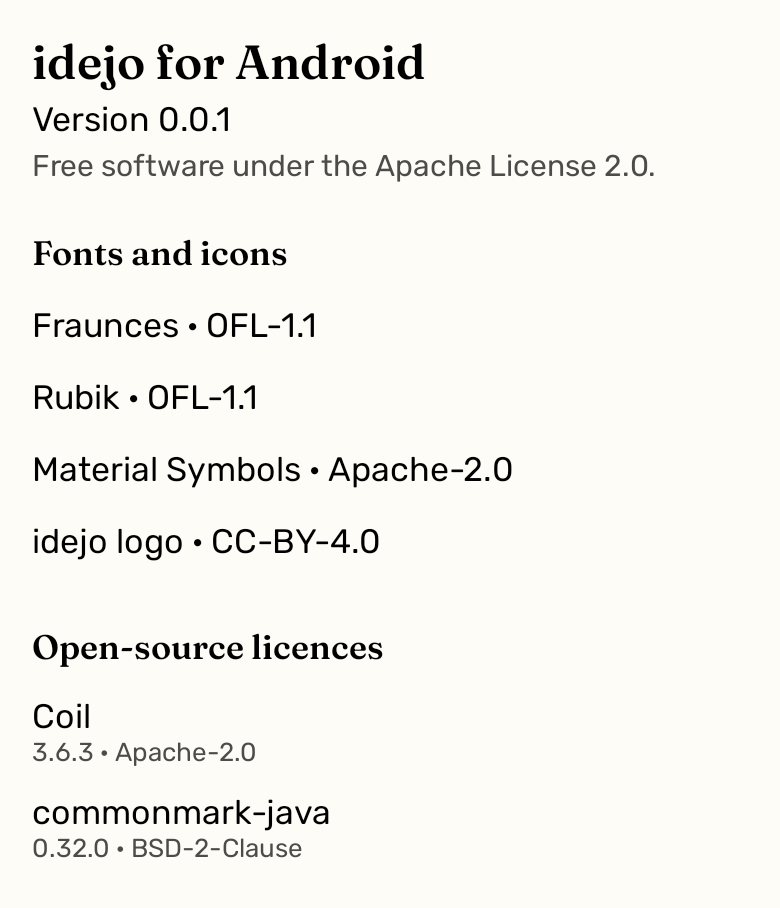 idejo for Android
Version 0.0.1
Free software under the Apache License 2.0.
Fonts and icons
Fraunces • OFL-1.1
Rubik • OFL-1.1
Material Symbols • Apache-2.0
idejo logo • CC-BY-4.0
Open-source licences
Coil
3.6.3 • Apache-2.0
commonmark-java
0.32.0 • BSD-2-Clause